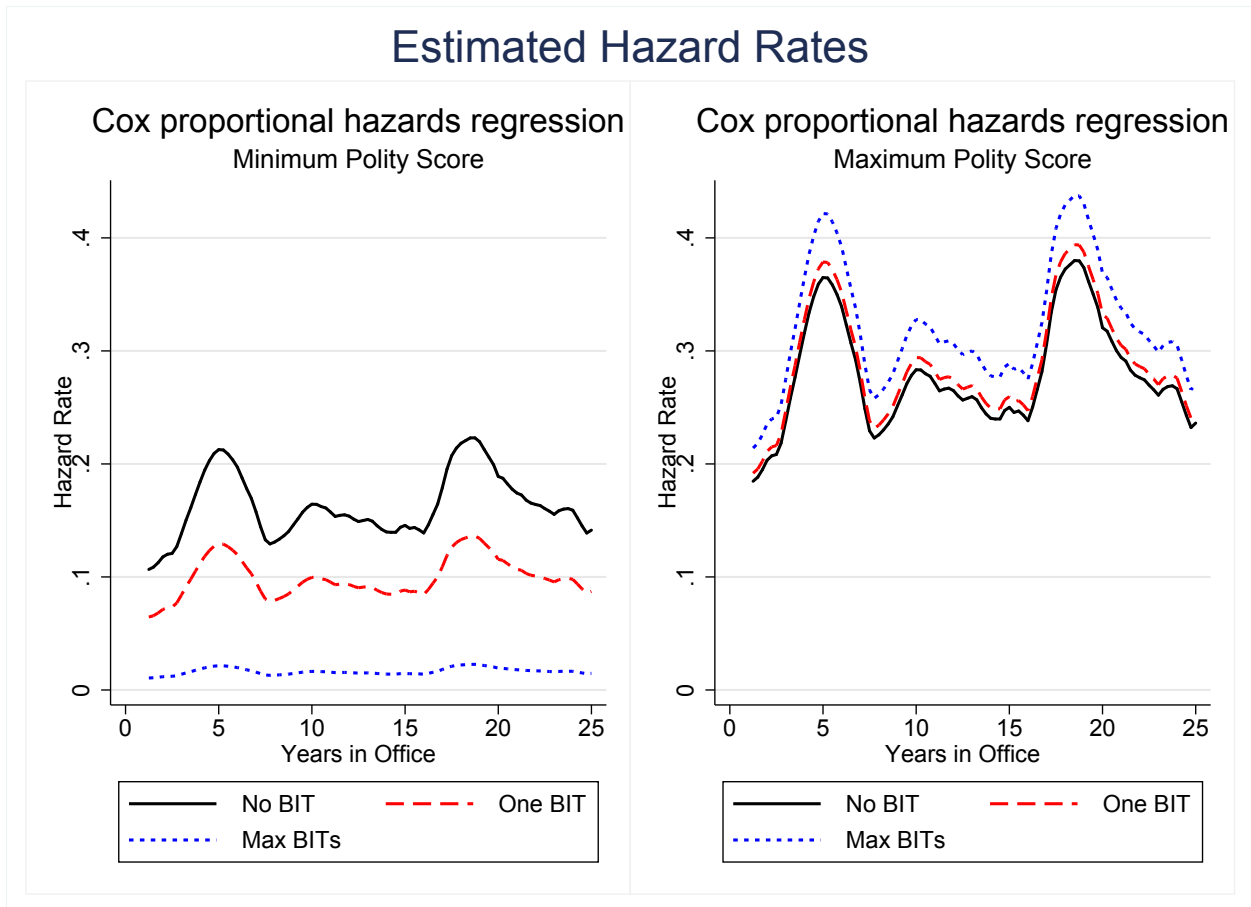 Estimated Hazard Rates
Cox proportional hazards regression
Minimum Polity Score
Hazard Rate
.4
.3
.2
.1
0
0 5 10 15 20 25
Years in Office
No BIT One BIT
Max BITs
Cox proportional hazards regression
Maximum Polity Score
Hazard Rate
.4
.3
.2
.1
0
0 5 10 15 20 25
Years in Office
No BIT One BIT
Max BITs